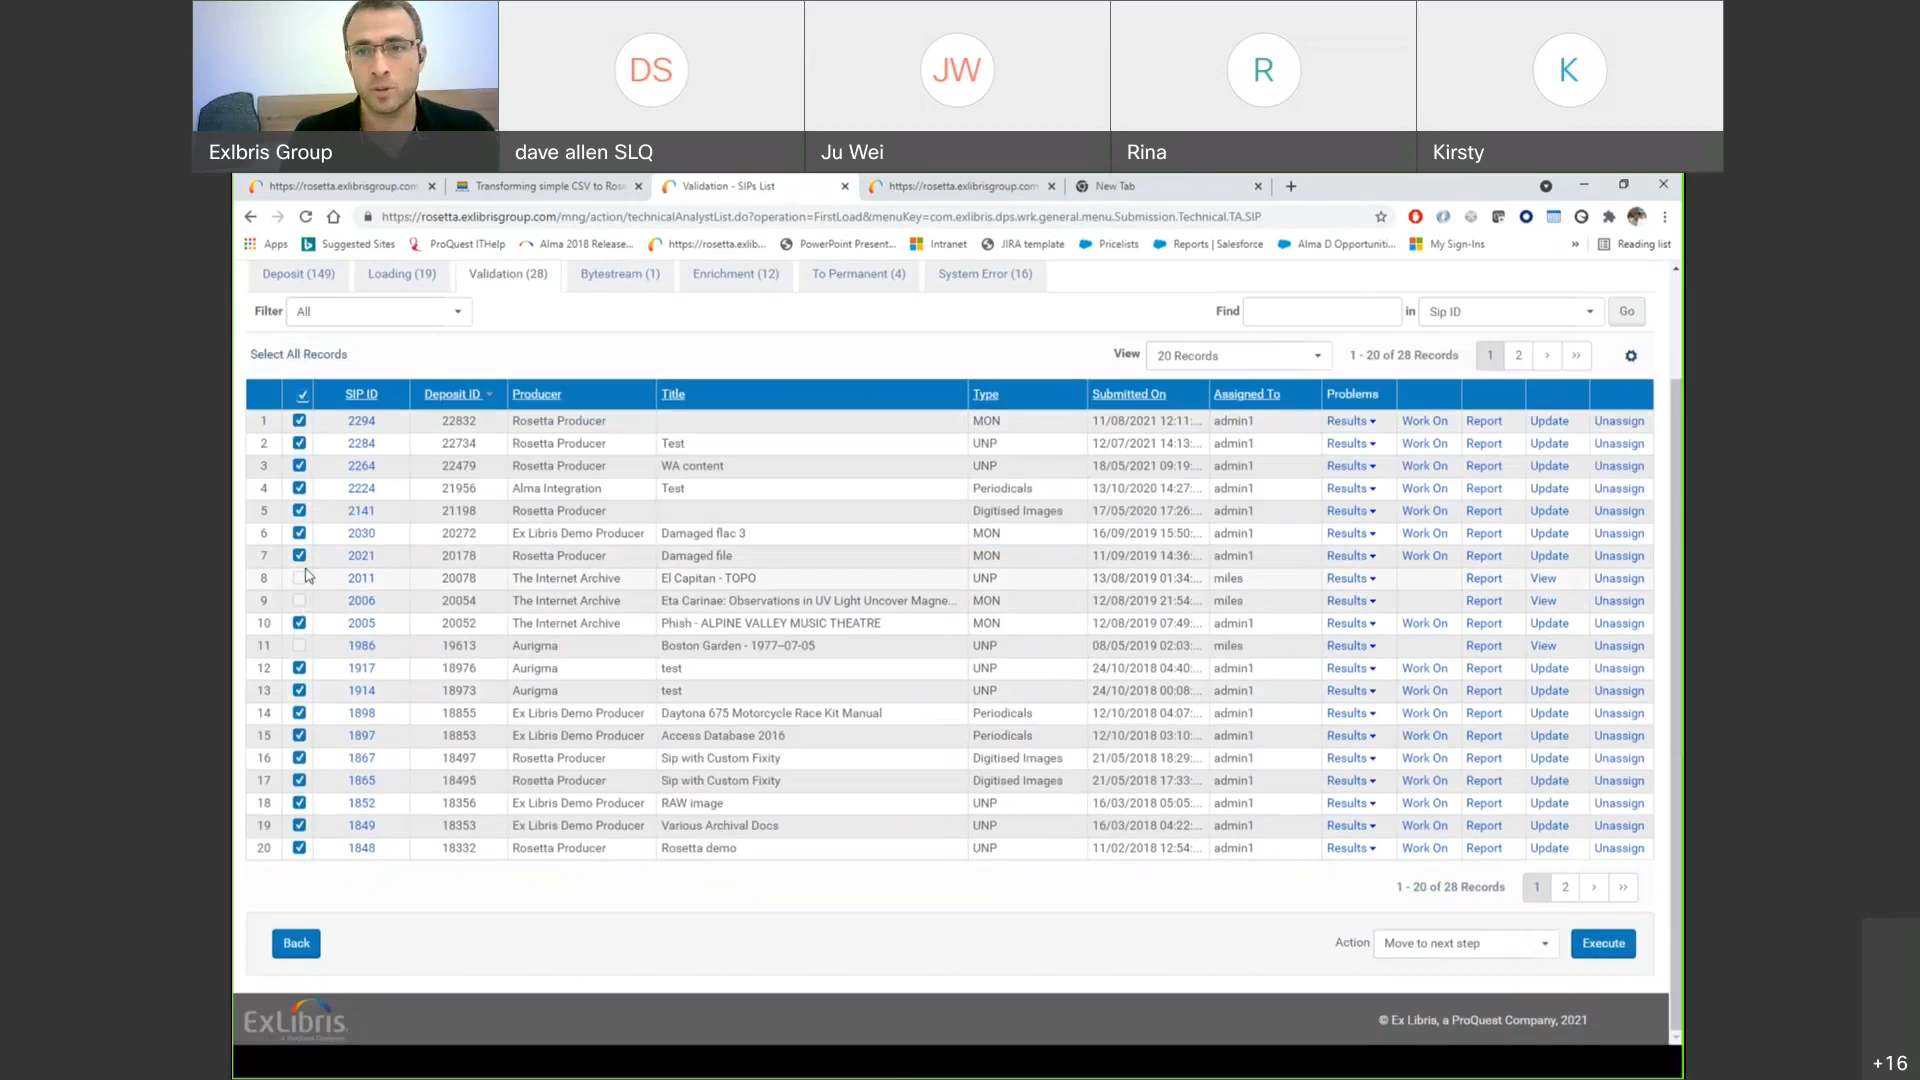 DS
JW
R
K
ExIbris Group
dave allen SLQ
Ju Wei
Rina
Kirsty
https://rosetta.exlibrisgroup.com
Transforming simple CSV to Rose
Validation - SIPs List
https://rosetta.exlibrisgroup.com
New Tab
https://rosetta.exlibrisgroup.com/mng/action/technicalAnalystList.do?operation=FirstLoad&menuKey=com.exlibris.dps.wrk.general.menu.Submission.Technical.TA.SIP
Apps Suggested Sites ProQuest ITHelp Alma 2018 Release... https://rosetta.exlib... PowerPoint Present... Intranet JIRA template Pricelists Reports | Salesforce Alma D Opportuniti... My Sign-Ins » Reading list
Deposit (149) Loading (19) Validation (28) Bytestream (1) Enrichment (12) To Permanent (4) System Error (16)
Filter All Find in Sip ID Go
Select All Records View 20 Records 1 - 20 of 28 Records 1 2 › »
SIP ID Deposit ID Producer Title Type Submitted On Assigned To Problems
1 2294 22832 Rosetta Producer MON 11/08/2021 12:11:... admin1 Results Work On Report Update Unassign
2 2284 22734 Rosetta Producer Test UNP 12/07/2021 14:13:... admin1 Results Work On Report Update Unassign
3 2264 22479 Rosetta Producer WA content UNP 18/05/2021 09:19:... admin1 Results Work On Report Update Unassign
4 2224 21956 Alma Integration Test Periodicals 13/10/2020 14:27:... admin1 Results Work On Report Update Unassign
5 2141 21198 Rosetta Producer Digitised Images 17/05/2020 17:26:... admin1 Results Work On Report Update Unassign
6 2030 20272 Ex Libris Demo Producer Damaged flac 3 MON 16/09/2019 15:50:... admin1 Results Work On Report Update Unassign
7 2021 20178 Rosetta Producer Damaged file MON 11/09/2019 14:36:... admin1 Results Work On Report Update Unassign
8 2011 20078 The Internet Archive El Capitan - TOPO UNP 13/08/2019 01:34:... miles Results Report View Unassign
9 2006 20054 The Internet Archive Eta Carinae: Observations in UV Light Uncover Magne... MON 12/08/2019 21:54:... miles Results Report View Unassign
10 2005 20052 The Internet Archive Phish - ALPINE VALLEY MUSIC THEATRE MON 12/08/2019 07:49:... admin1 Results Work On Report Update Unassign
11 1986 19613 Aurigma Boston Garden - 1977–07-05 UNP 08/05/2019 02:03:... miles Results Report View Unassign
12 1917 18976 Aurigma test UNP 24/10/2018 04:40:... admin1 Results Work On Report Update Unassign
13 1914 18973 Aurigma test UNP 24/10/2018 00:08:... admin1 Results Work On Report Update Unassign
14 1898 18855 Ex Libris Demo Producer Daytona 675 Motorcycle Race Kit Manual Periodicals 12/10/2018 04:07:... admin1 Results Work On Report Update Unassign
15 1897 18853 Ex Libris Demo Producer Access Database 2016 Periodicals 12/10/2018 03:10:... admin1 Results Work On Report Update Unassign
16 1867 18497 Rosetta Producer Sip with Custom Fixity Digitised Images 21/05/2018 18:29:... admin1 Results Work On Report Update Unassign
17 1865 18495 Rosetta Producer Sip with Custom Fixity Digitised Images 21/05/2018 17:33:... admin1 Results Work On Report Update Unassign
18 1852 18356 Ex Libris Demo Producer RAW image UNP 16/03/2018 05:05:... admin1 Results Work On Report Update Unassign
19 1849 18353 Ex Libris Demo Producer Various Archival Docs UNP 16/03/2018 04:22:... admin1 Results Work On Report Update Unassign
20 1848 18332 Rosetta Producer Rosetta demo UNP 11/02/2018 12:54:... admin1 Results Work On Report Update Unassign
1 - 20 of 28 Records 1 2 › »
Back Action Move to next step Execute
ExLibris
a ProQuest Company
© Ex Libris, a ProQuest Company, 2021
+16